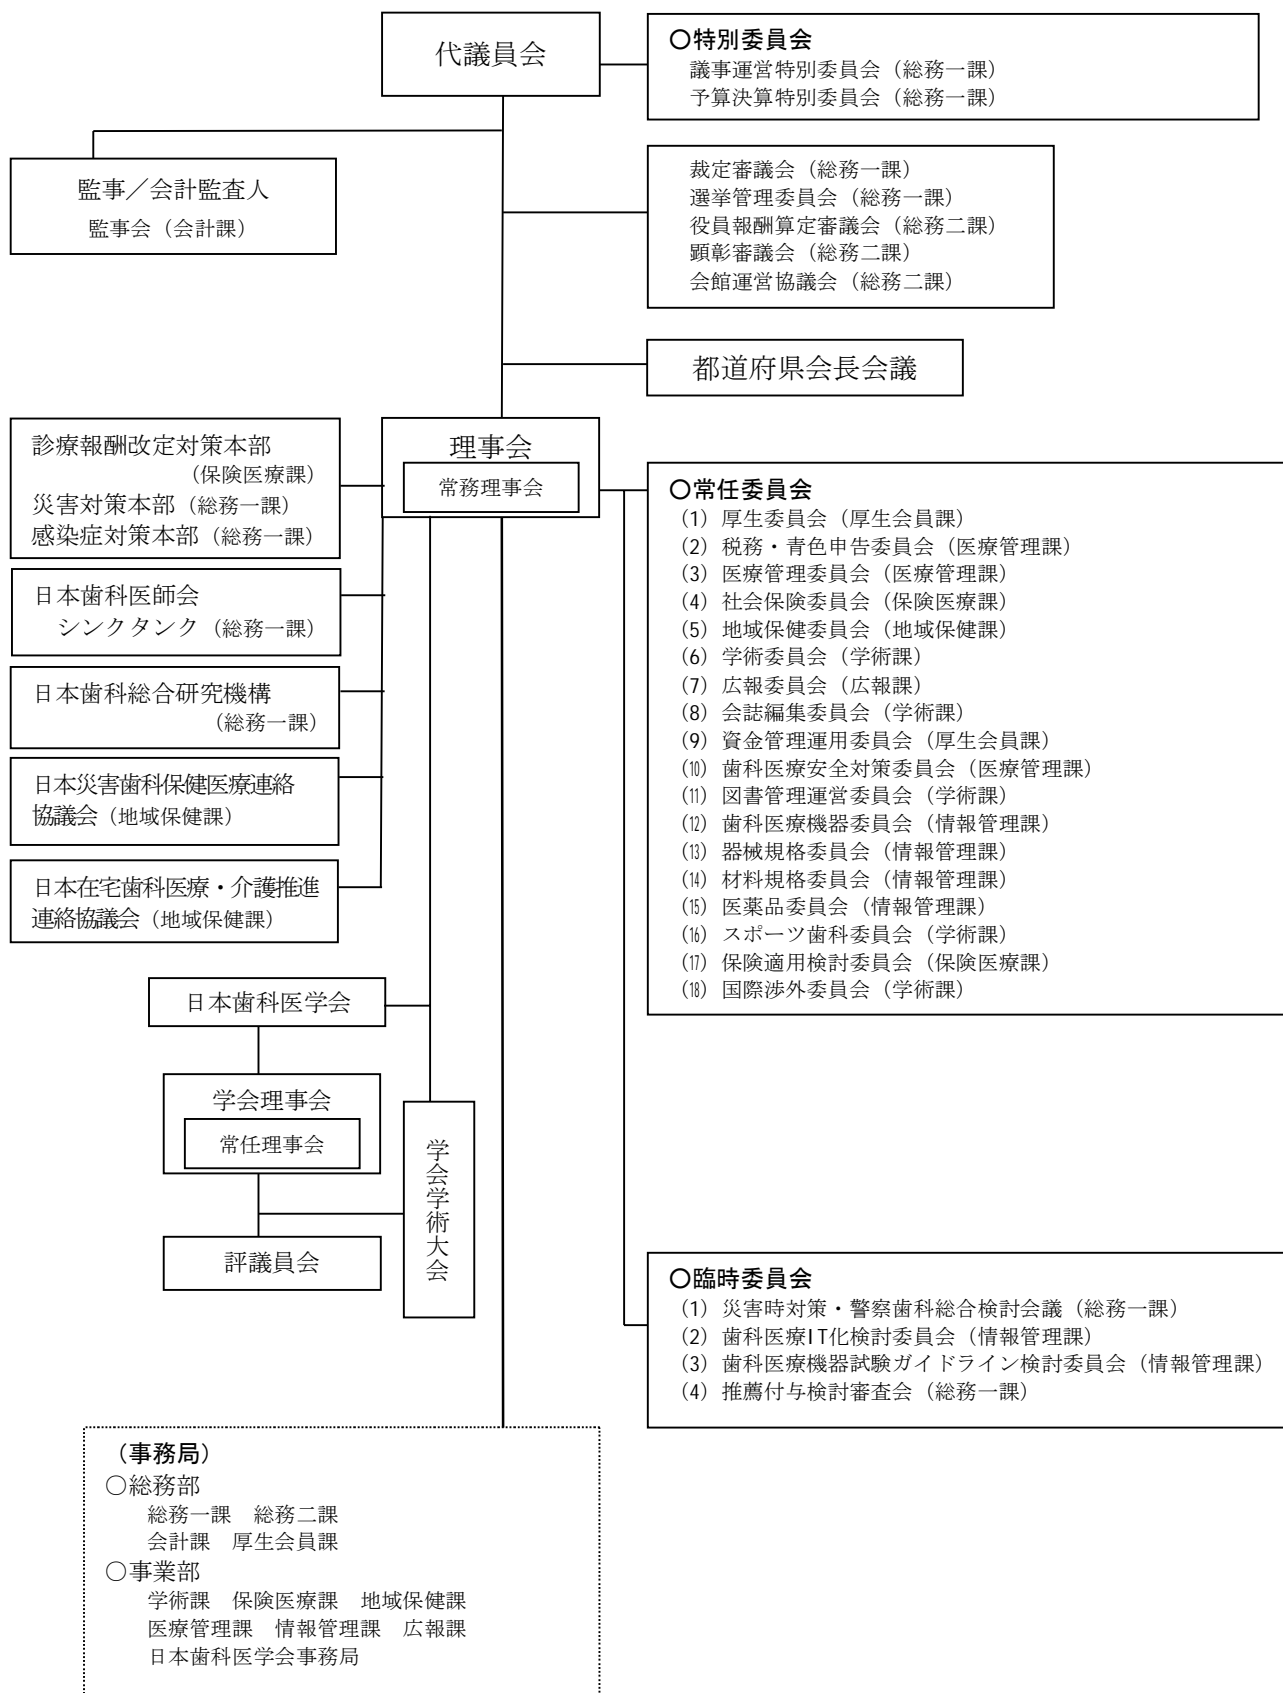 代議員会
○特別委員会
議事運営特別委員会（総務一課）
予算決算特別委員会（総務一課）
監事／会計監査人
監事会（会計課）
裁定審議会（総務一課）
選挙管理委員会（総務一課）
役員報酬算定審議会（総務二課）
顕彰審議会（総務二課）
会館運営協議会（総務二課）
都道府県会長会議
理事会
常務理事会
診療報酬改定対策本部
（保険医療課）
災害対策本部（総務一課）
感染症対策本部（総務一課）
日本歯科医師会
シンクタンク（総務一課）
日本歯科総合研究機構
（総務一課）
日本災害歯科保健医療連絡
協議会（地域保健課）
日本在宅歯科医療・介護推進
連絡協議会（地域保健課）
○常任委員会
(1) 厚生委員会（厚生会員課）
(2) 税務・青色申告委員会（医療管理課）
(3) 医療管理委員会（医療管理課）
(4) 社会保険委員会（保険医療課）
(5) 地域保健委員会（地域保健課）
(6) 学術委員会（学術課）
(7) 広報委員会（広報課）
(8) 会誌編集委員会（学術課）
(9) 資金管理運用委員会（厚生会員課）
(10) 歯科医療安全対策委員会（医療管理課）
(11) 図書管理運営委員会（学術課）
(12) 歯科医療機器委員会（情報管理課）
(13) 器械規格委員会（情報管理課）
(14) 材料規格委員会（情報管理課）
(15) 医薬品委員会（情報管理課）
(16) スポーツ歯科委員会（学術課）
(17) 保険適用検討委員会（保険医療課）
(18) 国際渉外委員会（学術課）
日本歯科医学会
学会理事会
常任理事会
評議員会
学会学術大会
○臨時委員会
(1) 災害時対策・警察歯科総合検討会議（総務一課）
(2) 歯科医療IT化検討委員会（情報管理課）
(3) 歯科医療機器試験ガイドライン検討委員会（情報管理課）
(4) 推薦付与検討審査会（総務一課）
（事務局）
○総務部
総務一課　総務二課
会計課　厚生会員課
○事業部
学術課　保険医療課　地域保健課
医療管理課　情報管理課　広報課
日本歯科医学会事務局